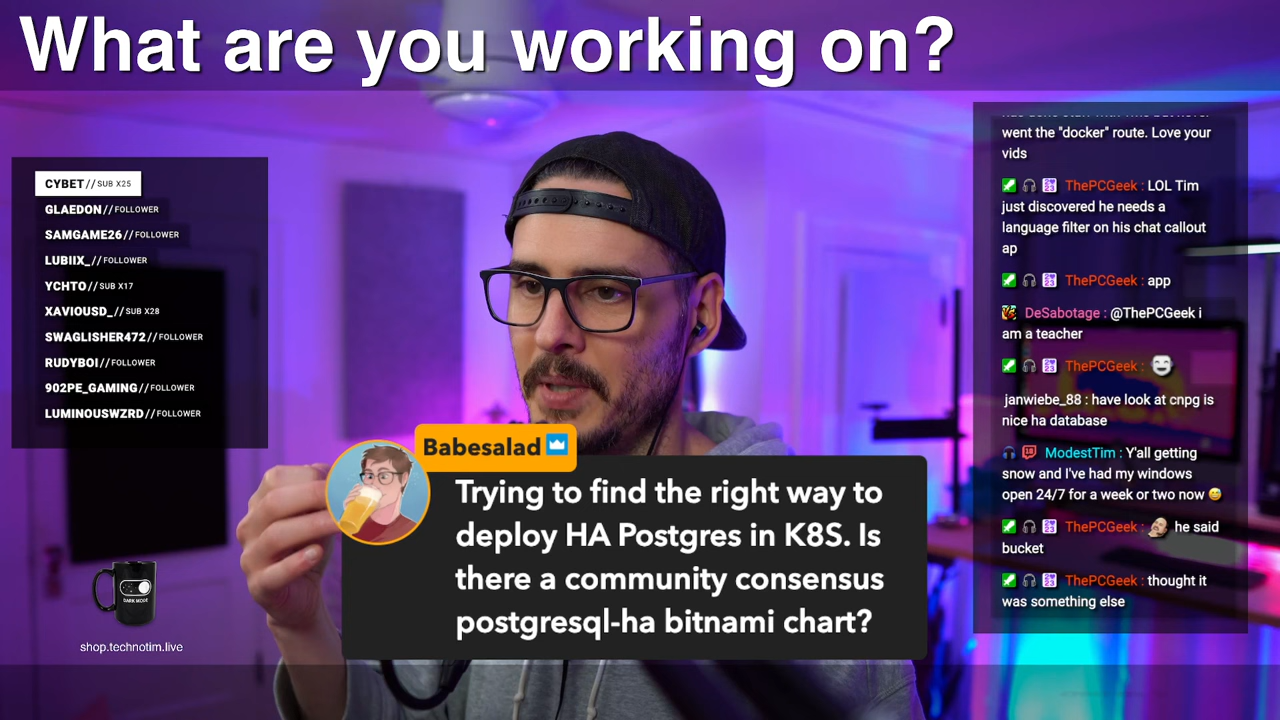 What are you working on?
CYBET//SUB X25
GLAEDON//FOLLOWER
SAMGAME26//FOLLOWER
LUBIIX_//FOLLOWER
YCHTO//SUB X17
XAVIOUSD_//SUB X28
SWAGLISHER472//FOLLOWER
RUDYBOI//FOLLOWER
902PE_GAMING//FOLLOWER
LUMINOUSWZRD//FOLLOWER
DARK MODE
shop.technotim.live
Babesalad
Trying to find the right way to
deploy HA Postgres in K8S. Is
there a community consensus
postgresql-ha bitnami chart?
went the "docker" route. Love your
vids
ThePCGeek : LOL Tim
just discovered he needs a
language filter on his chat callout
ap
ThePCGeek : app
DeSabotage : @ThePCGeek i
am a teacher
ThePCGeek :
janwiebe_88 : have look at cnpg is
nice ha database
ModestTim : Y'all getting
snow and I've had my windows
open 24/7 for a week or two now
ThePCGeek : he said
bucket
ThePCGeek : thought it
was something else